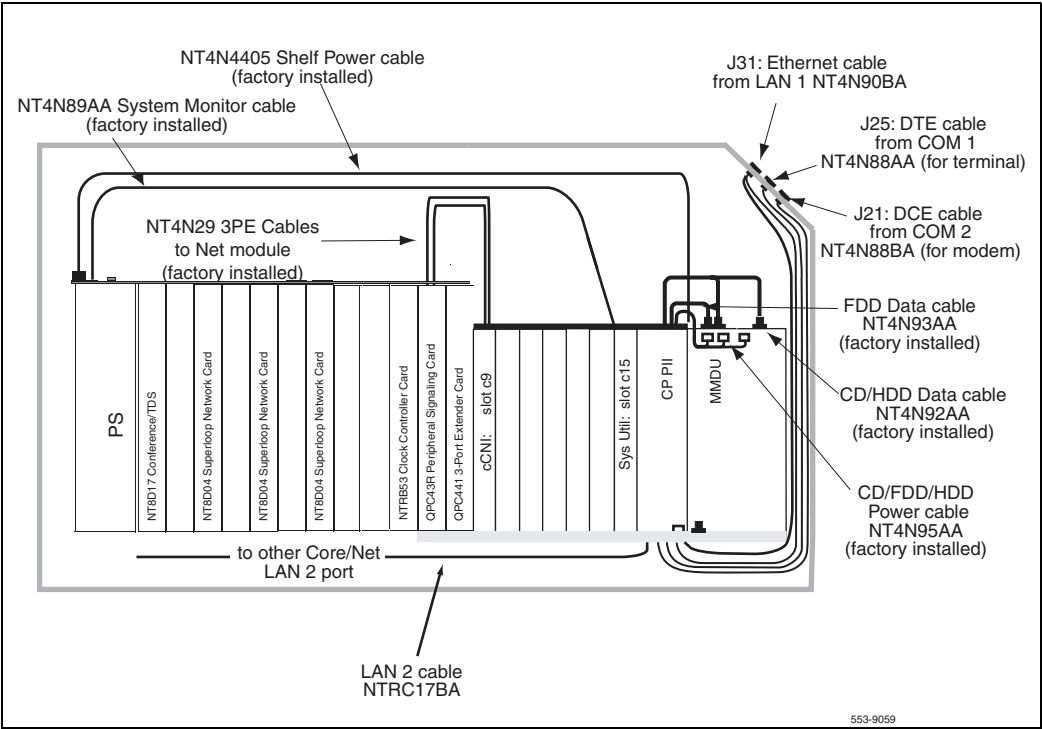 NT4N4405 Shelf Power cable
(factory installed)
NT4N89AA System Monitor cable
(factory installed)
J31: Ethernet cable
from LAN 1 NT4N90BA
J25: DTE cable
from COM 1
NT4N88AA (for terminal)
J21: DCE cable
from COM 2
NT4N88BA (for modem)
NT4N29 3PE Cables
to Net module
(factory installed)
FDD Data cable
NT4N93AA
(factory installed)
CD/HDD Data cable
NT4N92AA
(factory installed)
CD/FDD/HDD
Power cable
NT4N95AA
(factory installed)
PS
NT8D17 Conference/TDS
NT8D04 Superloop Network Card
NT8D04 Superloop Network Card
NT8D04 Superloop Network Card
NTRB53 Clock Controller Card
QPC43R Peripheral Signaling Card
QPC441 3-Port Extender Card
cCNI: slot c9
Sys Util: slot c15
CP PII
MMDU
to other Core/Net
LAN 2 port
LAN 2 cable
NTRC17BA
553-9059